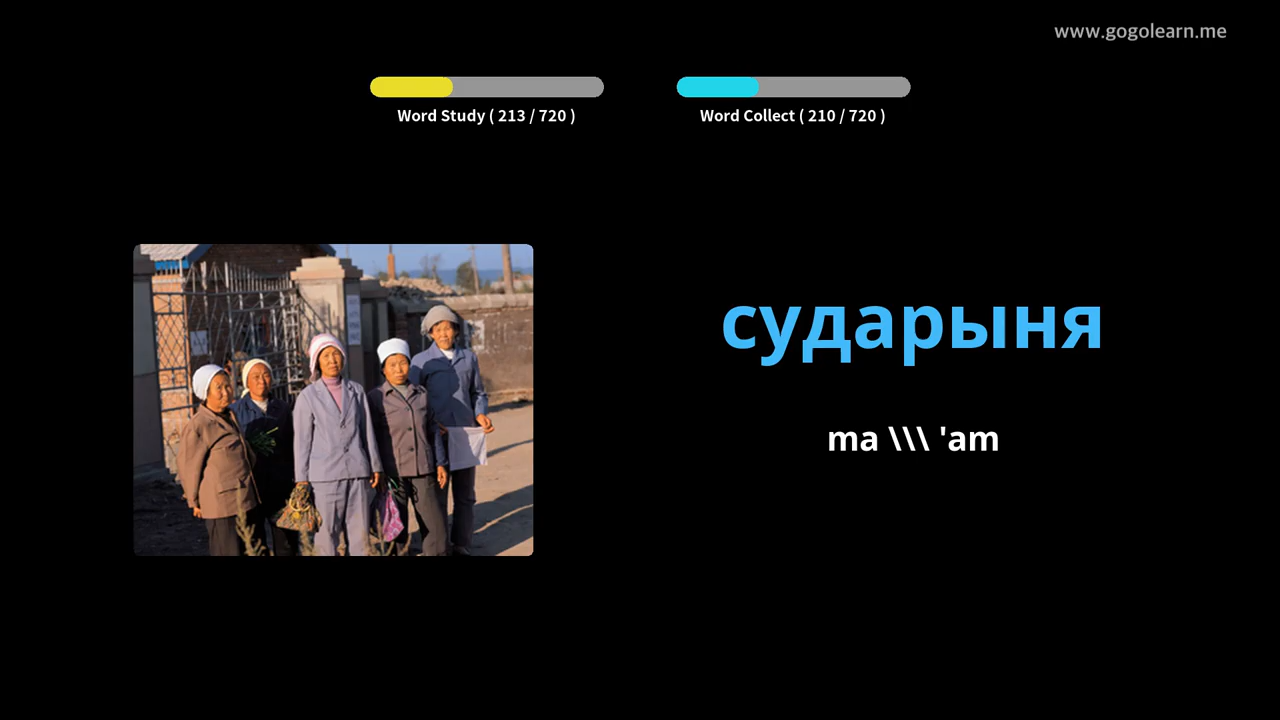 www.gogolearn.me
Word Study ( 213 / 720 )
Word Collect ( 210 / 720 )
сударыня
ma \\\ 'am